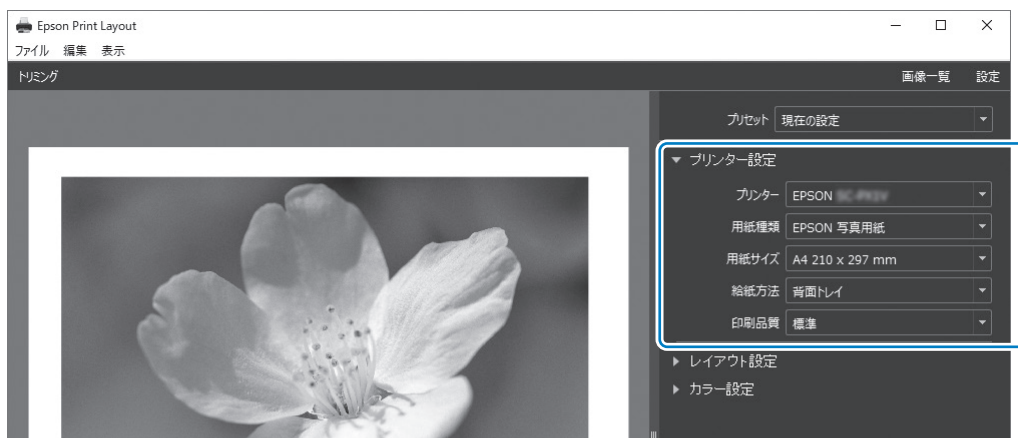 Epson Print Layout
ファイル 編集 表示
トリミング 画像一覧 設定
プリセット 現在の設定
プリンター設定
プリンター EPSON
用紙種類 EPSON 写真用紙
用紙サイズ A4 210 x 297 mm
給紙方法 背面トレイ
印刷品質 標準
レイアウト設定
カラー設定